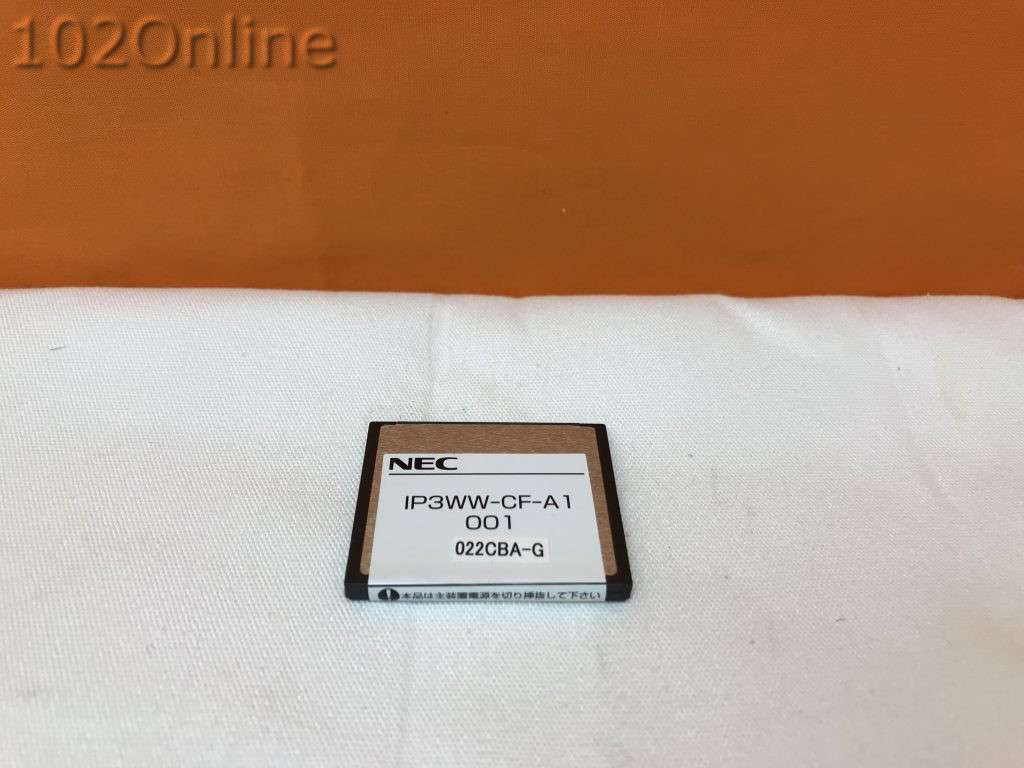 102Online
NEC
IP3WW-CF-A1
001
022CBA-G
本品は主装置電源を切り挿抜して下さい